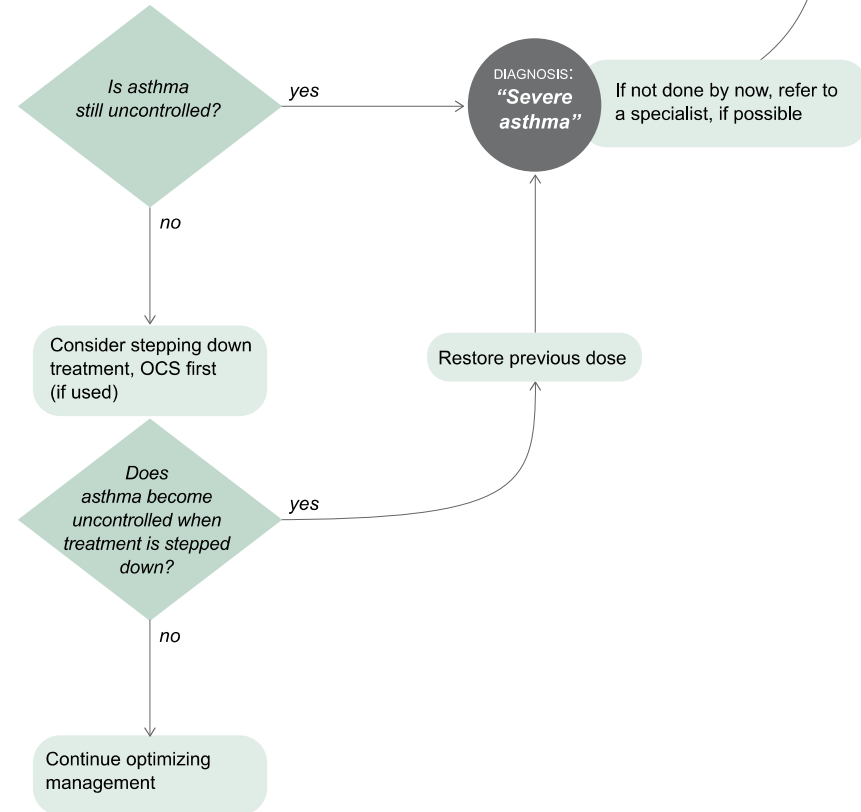 Is asthma
still uncontrolled?
yes
DIAGNOSIS:
“Severe
asthma”
If not done by now, refer to
a specialist, if possible
no
Consider stepping down
treatment, OCS first
(if used)
Restore previous dose
Does
asthma become
uncontrolled when
treatment is stepped
down?
yes
no
Continue optimizing
management